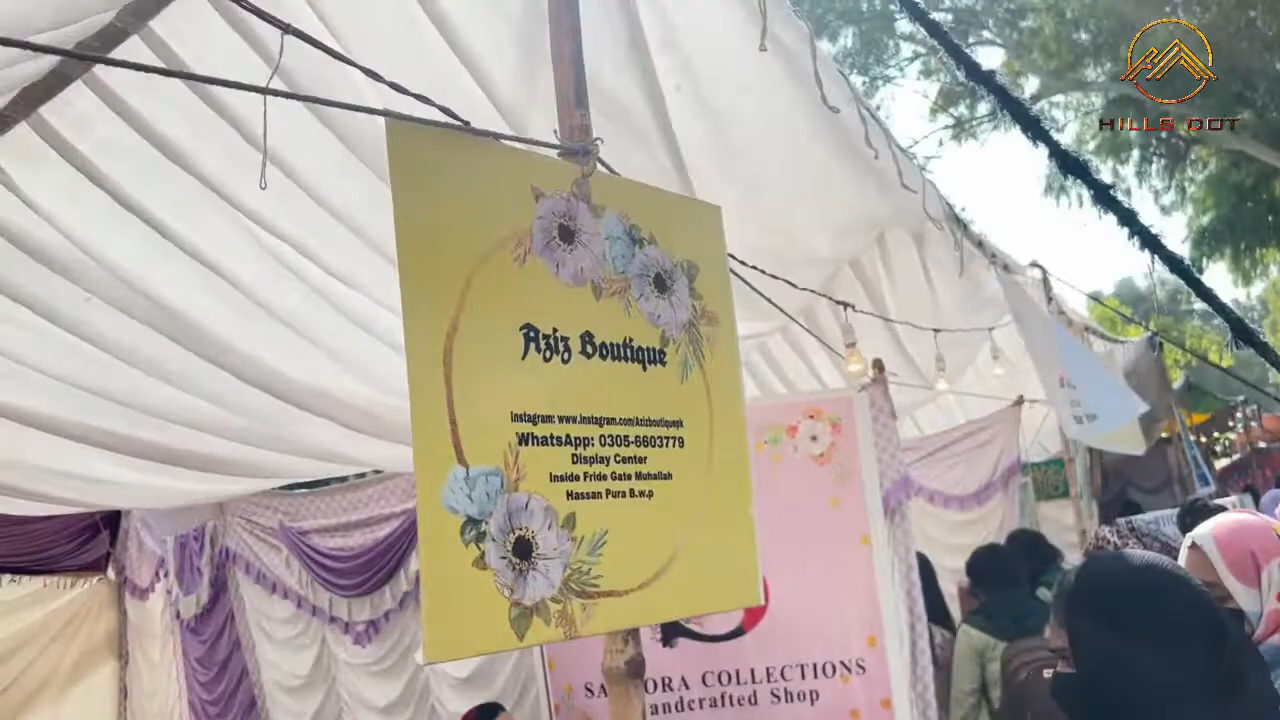 HILLS DOT
Aziz Boutique
Instagram: www.instagram.com/Azizboutiquepk
WhatsApp: 0305-6603779
Display Center
Inside Fride Gate Muhallah
Hassan Pura B.w.p
COLLECTIONS
Shop